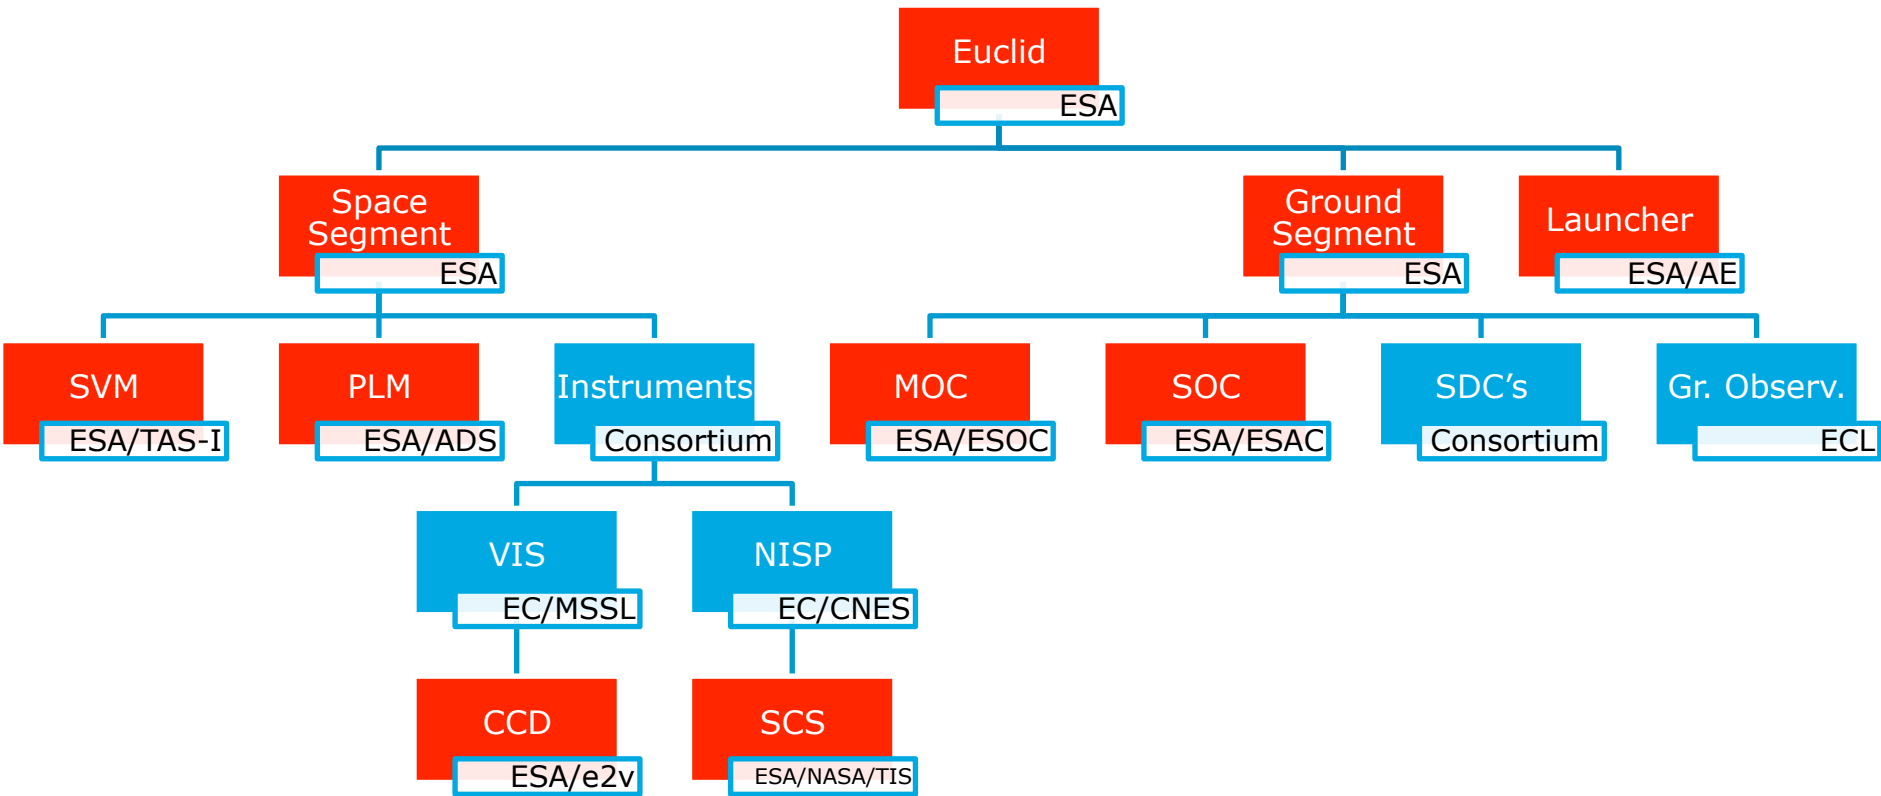 Euclid
ESA
Space
Segment
ESA
Ground
Segment
ESA
Launcher
ESA/AE
SVM
ESA/TAS-I
PLM
ESA/ADS
Instruments
Consortium
MOC
ESA/ESOC
SOC
ESA/ESAC
SDC’s
Consortium
Gr. Observ.
ECL
VIS
EC/MSSL
NISP
EC/CNES
CCD
ESA/e2v
SCS
ESA/NASA/TIS